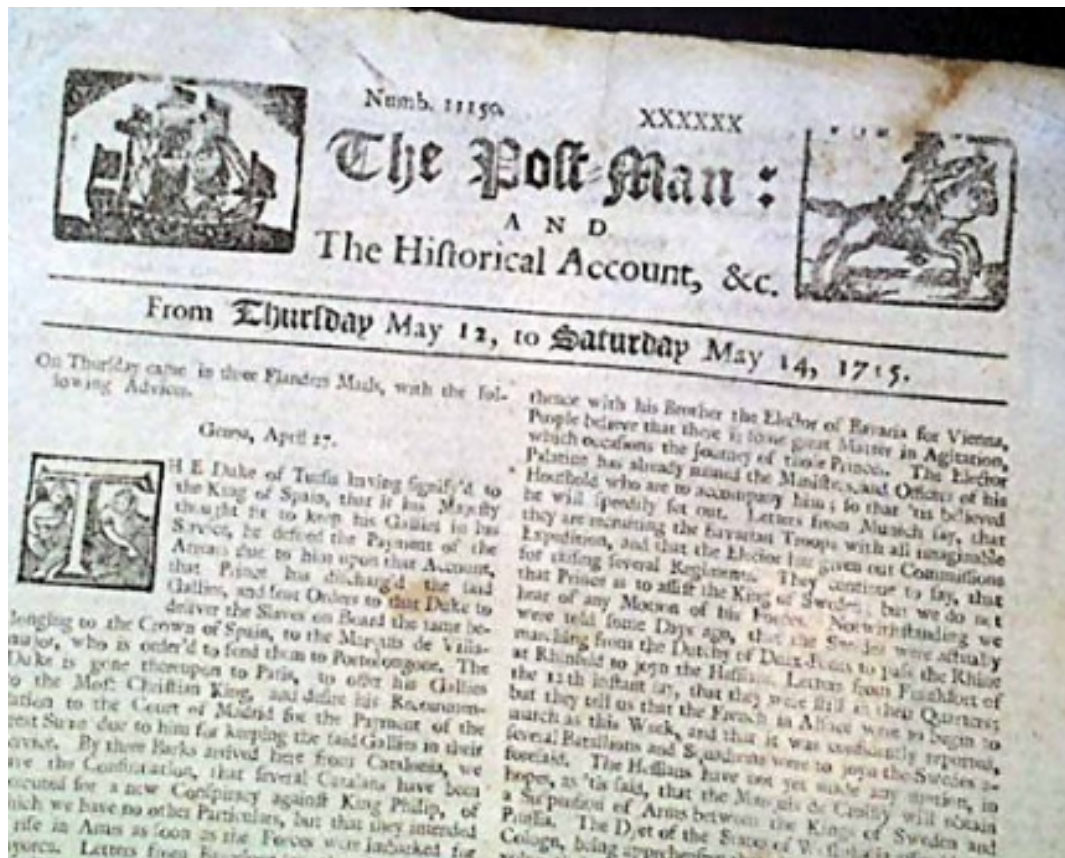 Numb. 11150.
XXXXXX
The Poſt-Man:
AND
The Hiſtorical Account, &c.
From Thurſday May 12, to Saturday May 14, 1715.
On Thurſday came in three Flanders Mails, with the fol-
lowing Advices.
Genoa, April 27.
THE Duke of Turſis having ſignify'd to
the King of Spain, that if his Majeſty
thought fit to keep his Gallies in his
Service, he deſired the Payment of the
Arrears due to him upon that Account,
that Prince has diſcharg'd the ſaid
Gallies, and ſent Orders to that Duke to
deliver the Slaves on Board the ſame be-
longing to the Crown of Spain, to the Marquis de
major, who is order'd to ſend them to Portolongone. The
Duke is gone thereupon to Paris, to offer his Gallies
o the Moſt Chriſtian King, and deſire his Recommen-
ation to the Court of Madrid for the Payment of the
reat Sums due to him for keeping the ſaid Gallies in their
ervice. By three Barks arrived here from Catalonia, we
ve the Confirmation, that ſeveral Catalans have been
ecuted for a new Conſpiracy againſt King Philip, of
hich we have no other Particulars, but that they intended
riſe in Arms as ſoon as the Forces were imbarked for
Letters from
thence with his Brother the Elector of Bavaria for Vienna,
People believe that there is ſome great Matter in Agitation,
which occaſions the Journey of thoſe Princes. The Elector
Palatine has already named the Miniſters and Officers of his
Houſhold who are to accompany him; ſo that 'tis believed
he will ſpeedily ſet out. Letters from Munich ſay, that
they are recruiting the Bavarian Troops with all imaginable
Expedition, and that the Elector has given out Commiſſions
for raiſing ſeveral Regiments. They continue to ſay, that
that Prince is to aſſiſt the King of Sweden; but we do not
hear of any Motion of his Forces. Notwithſtanding we
were told ſome Days ago, that the Swedes were actually
marching from the Dutchy of Deux-Ponts to paſs the Rhine
at Rhinfeld to joyn the Heſſians, Letters from Franckfort of
the 12th inſtant ſay, that they were ſtill in their Quarters;
but they tell us that the French in Alſace were to begin to
march as this Week, and that it was confidently reported,
ſeveral Battalions and Squadrons were to joyn the Swedes a-
foreſaid. The Heſſians have not yet made any motion, in
hopes, as 'tis ſaid, that the Marquis de Croiſſy will obtain
a Suſpenſion of Arms between the Kings of Sweden and
Pruſſia. The Dyet of the States of
Cologn, being